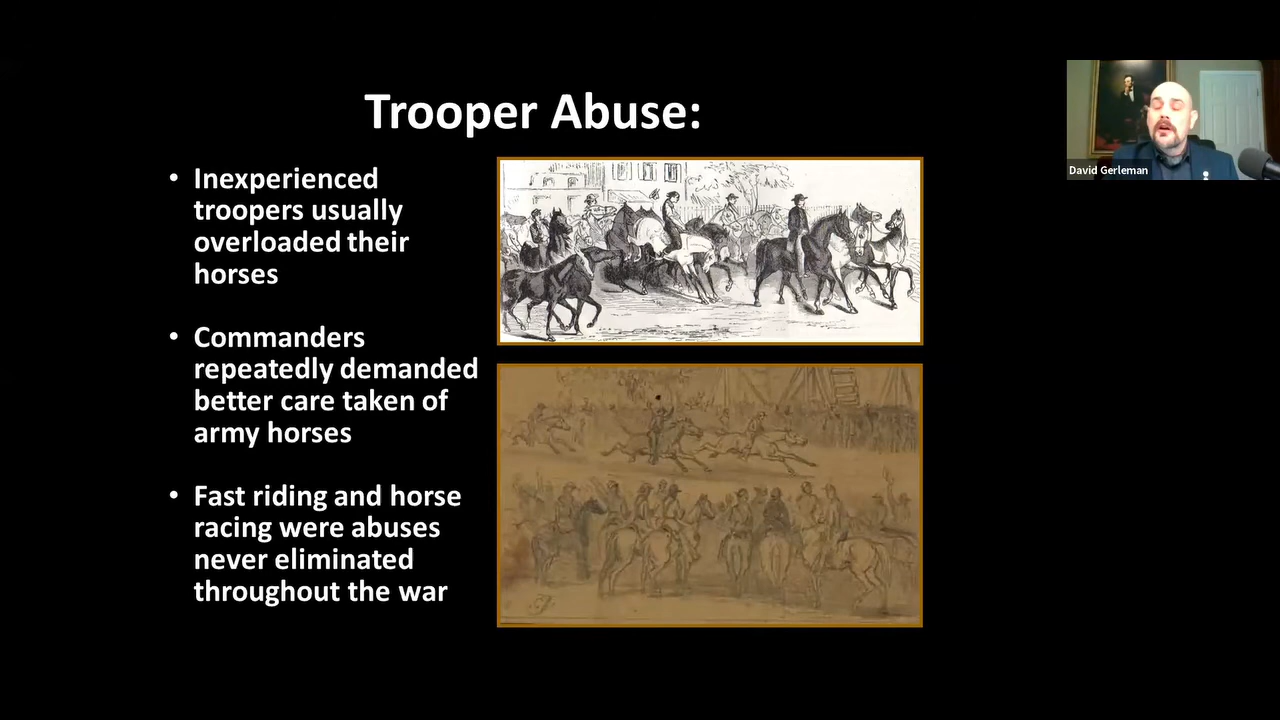 Trooper Abuse:
• Inexperienced
troopers usually
overloaded their
horses
• Commanders
repeatedly demanded
better care taken of
army horses
• Fast riding and horse
racing were abuses
never eliminated
throughout the war
David Gerleman